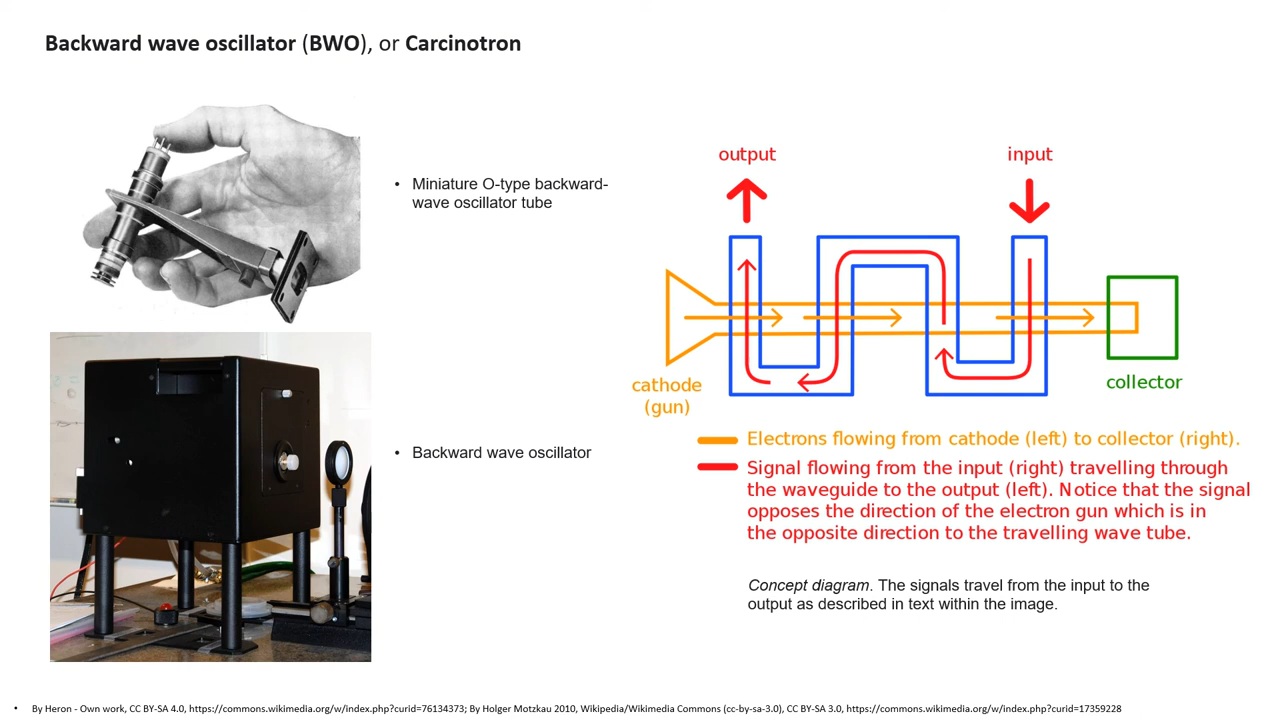 Backward wave oscillator (BWO), or Carcinotron
• Miniature O-type backward-
wave oscillator tube
• Backward wave oscillator
output
input
cathode
(gun)
collector
Electrons flowing from cathode (left) to collector (right).
Signal flowing from the input (right) travelling through
the waveguide to the output (left). Notice that the signal
opposes the direction of the electron gun which is in
the opposite direction to the travelling wave tube.
Concept diagram. The signals travel from the input to the
output as described in text within the image.
• By Heron - Own work, CC BY-SA 4.0, https://commons.wikimedia.org/w/index.php?curid=76134373; By Holger Motzkau 2010, Wikipedia/Wikimedia Commons (cc-by-sa-3.0), CC BY-SA 3.0, https://commons.wikimedia.org/w/index.php?curid=17359228